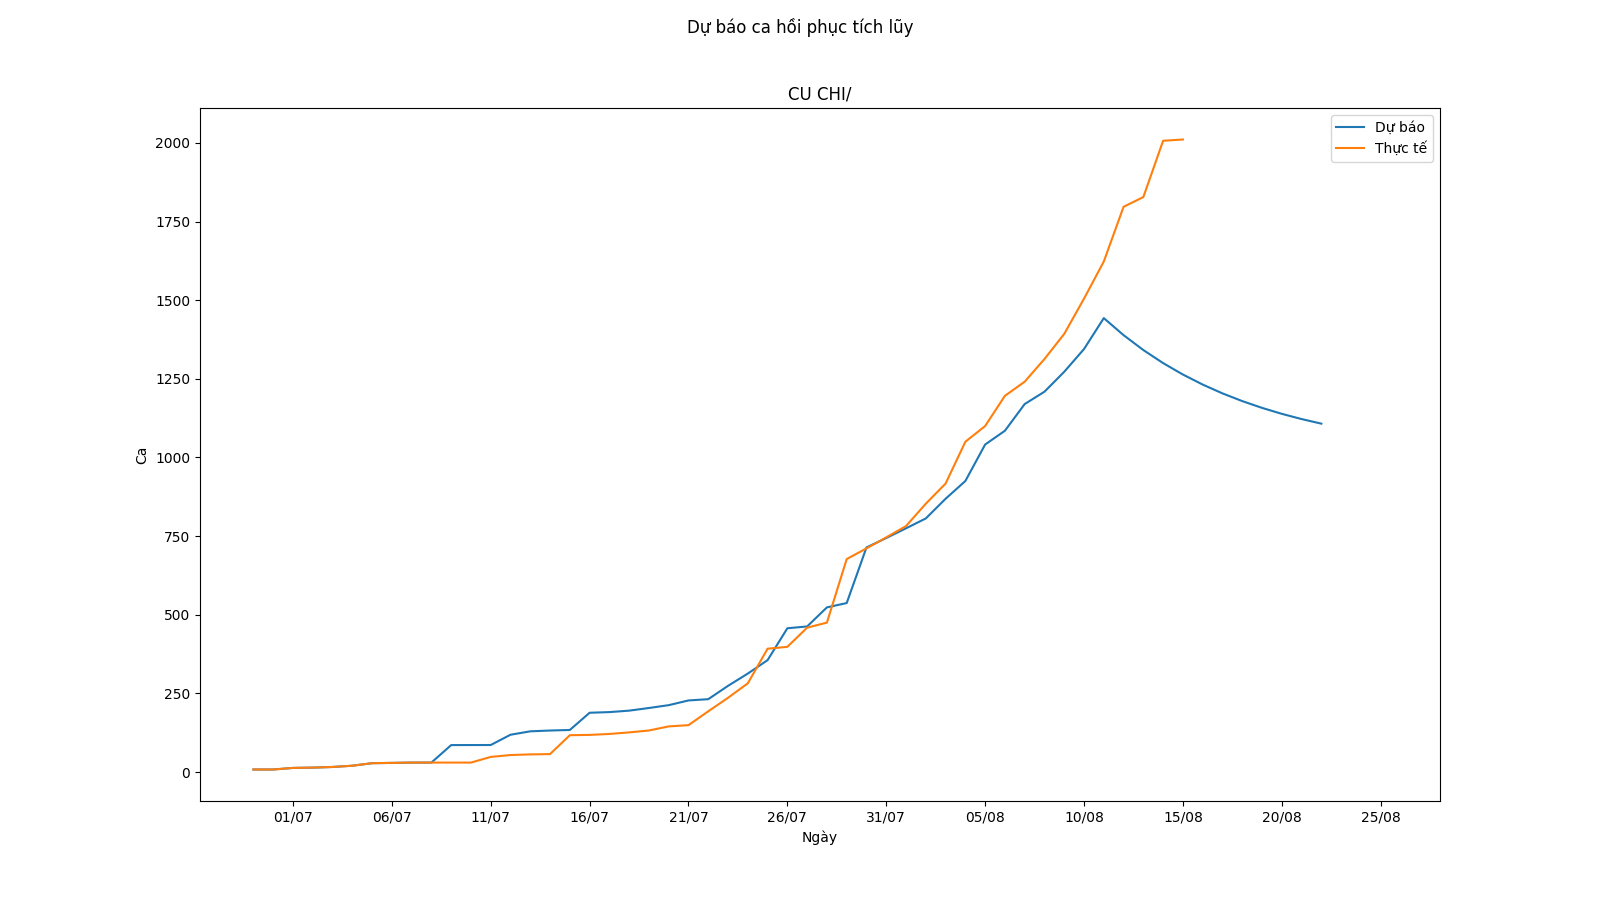 Dự báo ca hồi phục tích lũy
CU CHI/
Dự báo
Thực tế
2000
1750
1500
1250
1000
750
500
250
0
Ca
01/07 06/07 11/07 16/07 21/07 26/07 31/07 05/08 10/08 15/08 20/08 25/08
Ngày